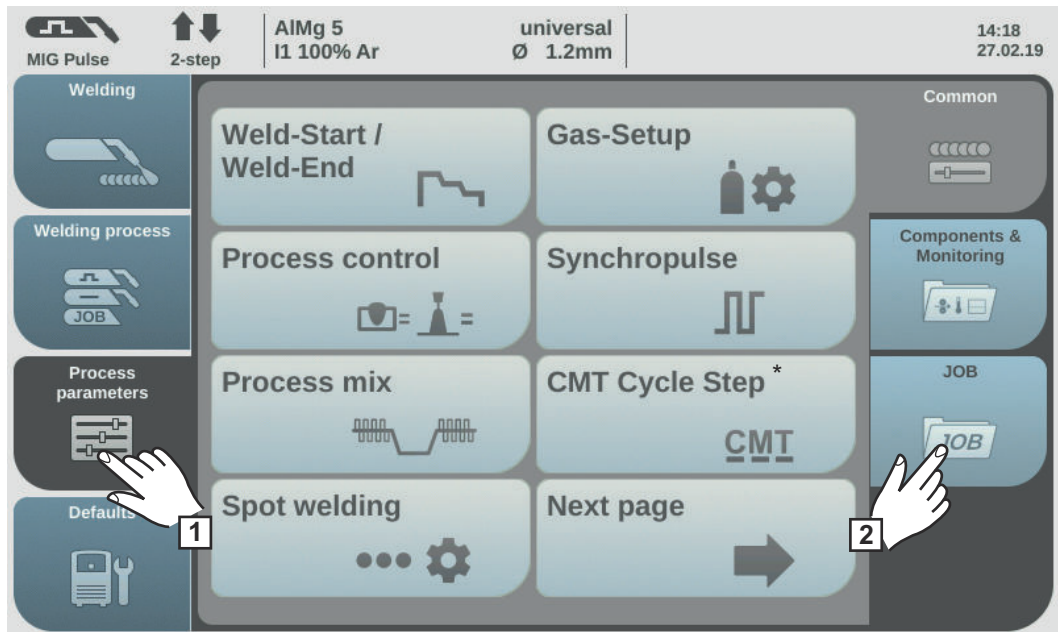 MIG Pulse
2-step
AlMg 5
I1 100% Ar
universal
Ø 1.2mm
14:18
27.02.19
Welding
Welding process
JOB
Process
parameters
Defaults
1
Weld-Start /
Weld-End
Gas-Setup
Process control
=
=
Synchropulse
Process mix
CMT Cycle Step *
CMT
Spot welding
Next page
Common
Components &
Monitoring
JOB
JOB
2